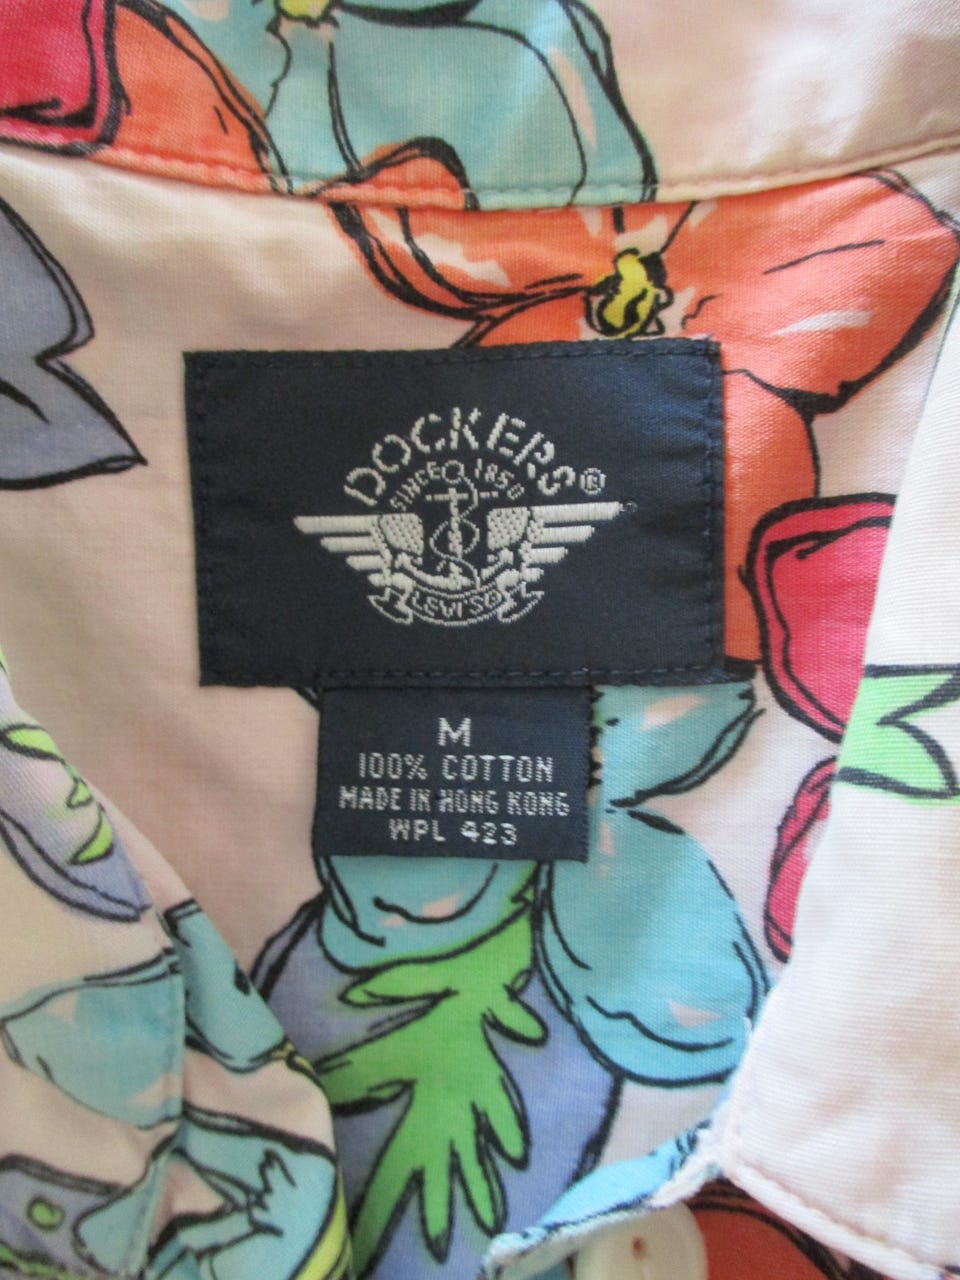 DOCKERS®
SINCE 1850
LEVI'S®
M
100% COTTON
MADE IN HONG KONG
WPL 423